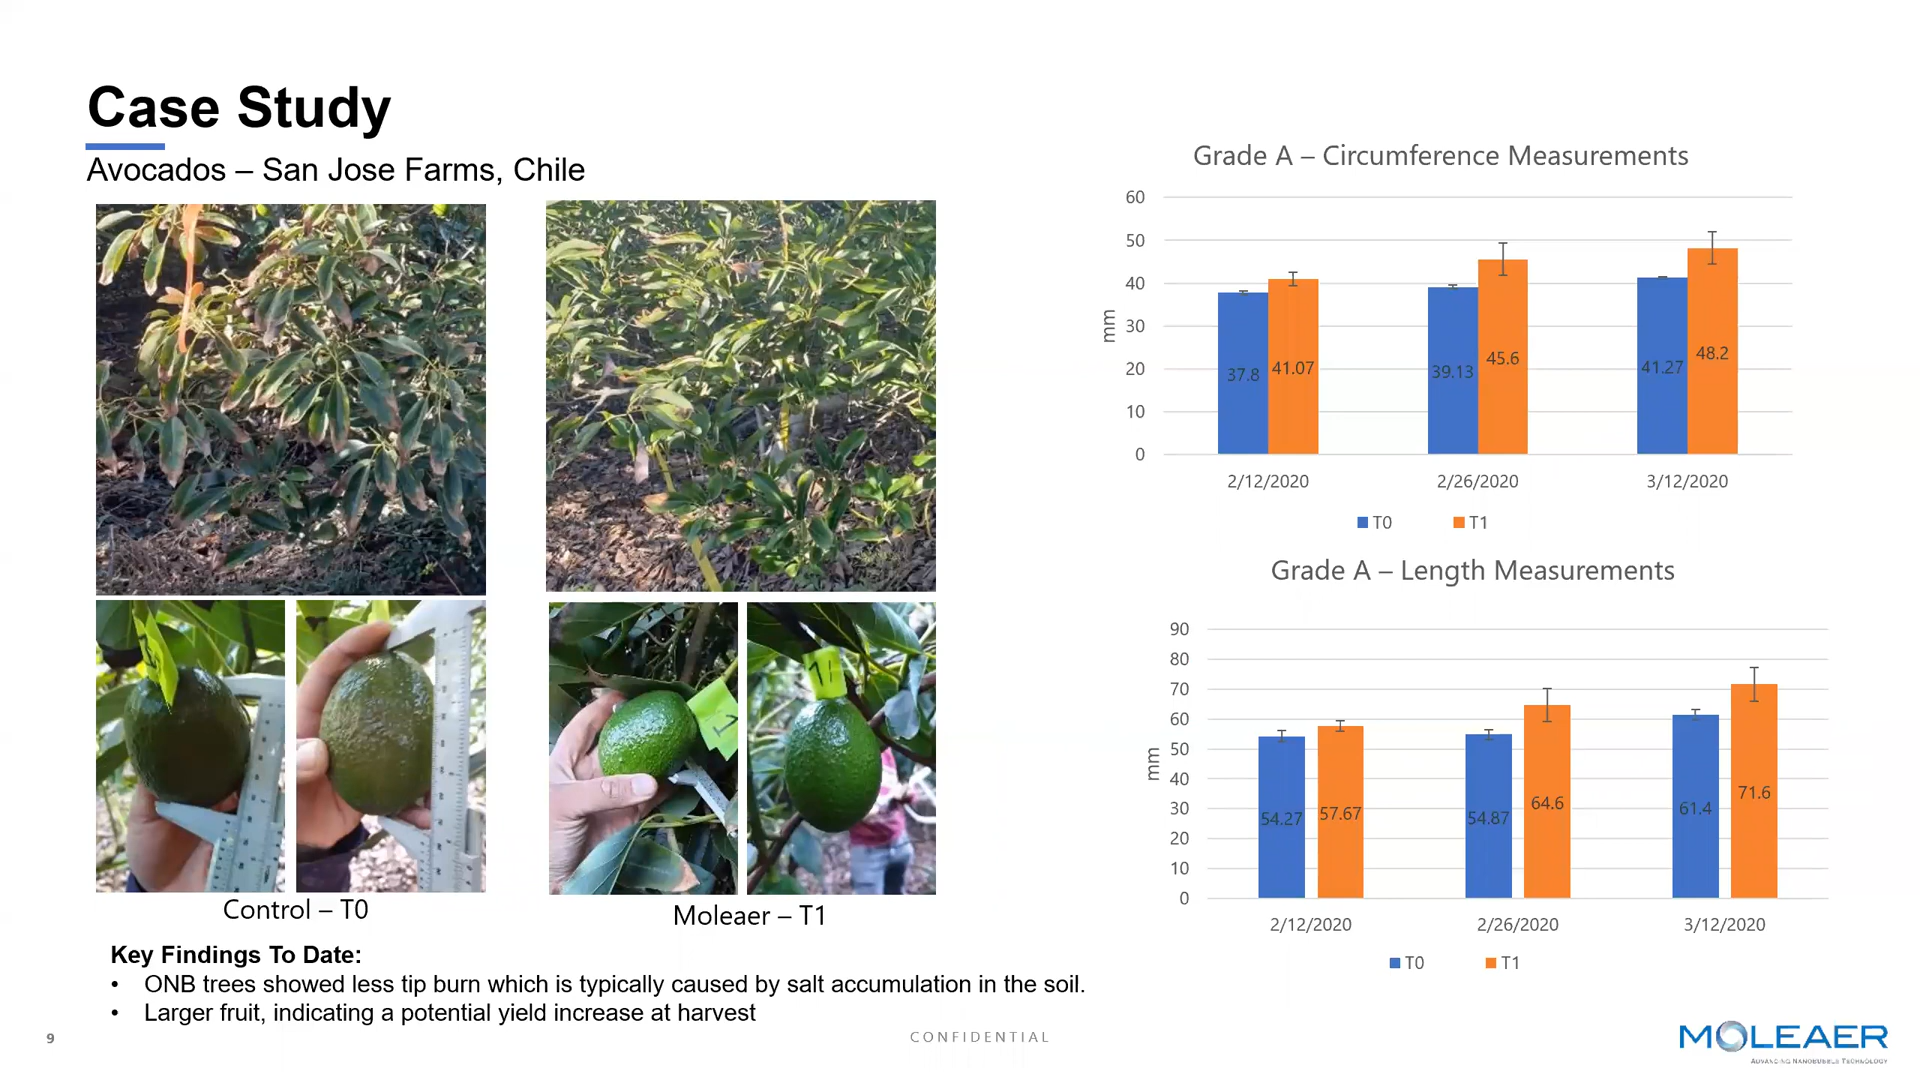 Case Study
Avocados – San Jose Farms, Chile
Control – T0
Moleaer – T1
Key Findings To Date:
• ONB trees showed less tip burn which is typically caused by salt accumulation in the soil.
• Larger fruit, indicating a potential yield increase at harvest
Grade A – Circumference Measurements
60
50
40
30
20
10
0
mm
37.8
41.07
39.13
45.6
41.27
48.2
2/12/2020
2/26/2020
3/12/2020
T0
T1
Grade A – Length Measurements
90
80
70
60
50
40
30
20
10
0
mm
54.27
57.67
54.87
64.6
61.4
71.6
2/12/2020
2/26/2020
3/12/2020
T0
T1
9
CONFIDENTIAL
MOLEAER
ADVANCING NANOBUBBLE TECHNOLOGY